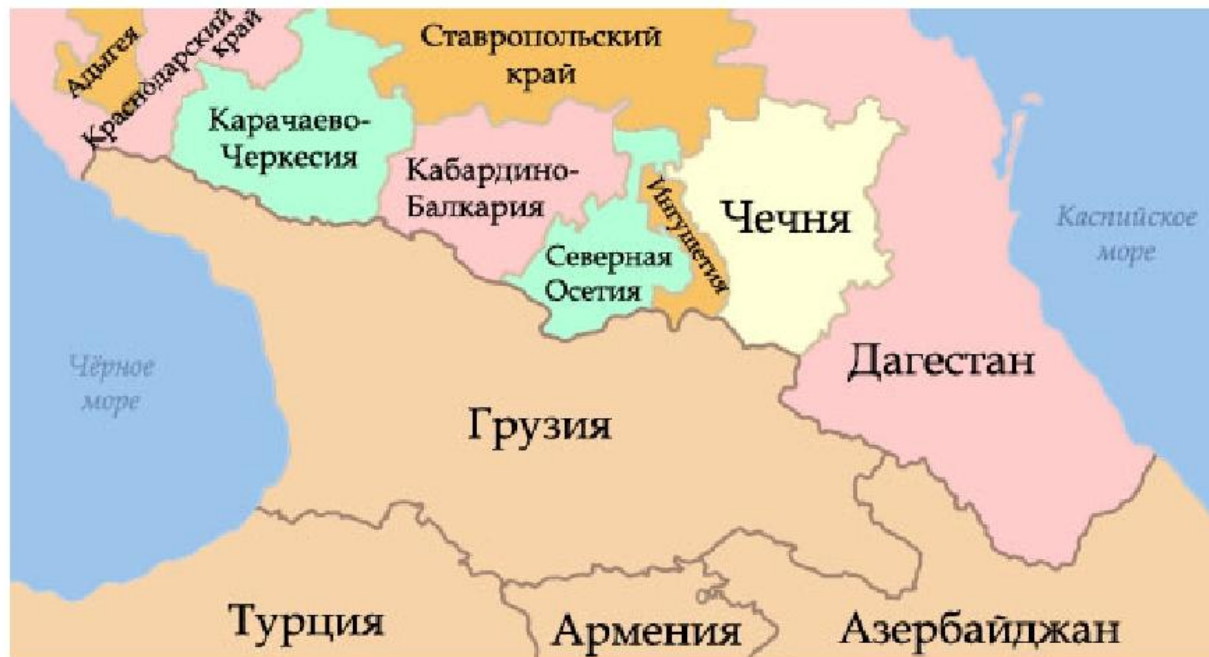 Адыгея
Краснодарский край
Ставропольский
край
Карачаево-
Черкесия
Кабардино-
Балкария
Северная
Осетия
Ингушетия
Чечня
Каспийское
море
Дагестан
Чёрное
море
Грузия
Турция
Армения
Азербайджан